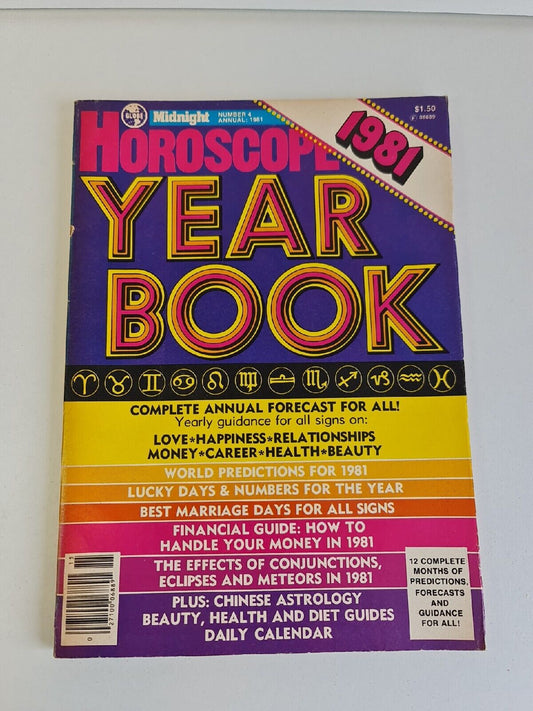 GLOBE
Midnight
NUMBER 4
ANNUAL: 1981
$1.50
86689
1981
HOROSCOPE
YEAR
BOOK
COMPLETE ANNUAL FORECAST FOR ALL!
Yearly guidance for all signs on:
LOVE★HAPPINESS★RELATIONSHIPS
MONEY★CAREER★HEALTH★BEAUTY
WORLD PREDICTIONS FOR 1981
LUCKY DAYS & NUMBERS FOR THE YEAR
BEST MARRIAGE DAYS FOR ALL SIGNS
FINANCIAL GUIDE: HOW TO
HANDLE YOUR MONEY IN 1981
THE EFFECTS OF CONJUNCTIONS,
ECLIPSES AND METEORS IN 1981
PLUS: CHINESE ASTROLOGY
BEAUTY, HEALTH AND DIET GUIDES
DAILY CALENDAR
12 COMPLETE
MONTHS OF
PREDICTIONS,
FORECASTS
AND
GUIDANCE
FOR ALL!
0
27100 06689